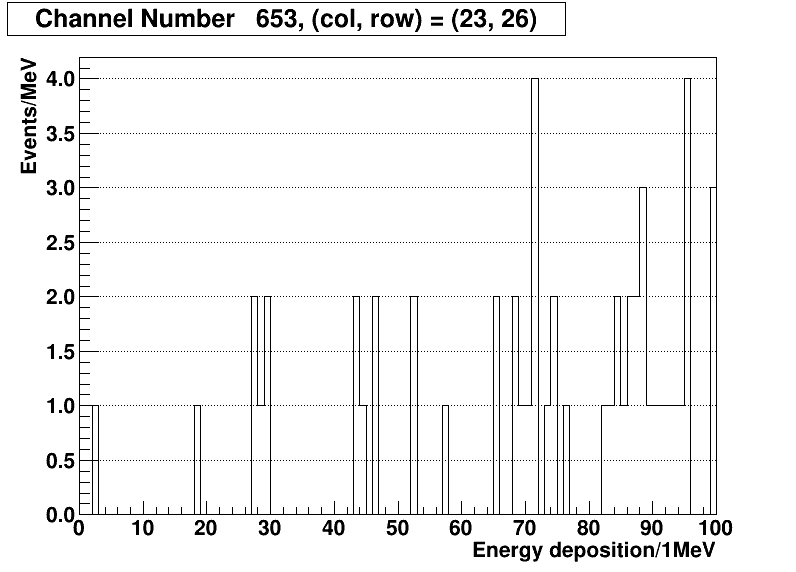 Channel Number 653, (col, row) = (23, 26)
Events/MeV
4.0
3.5
3.0
2.5
2.0
1.5
1.0
0.5
0.0
0 10 20 30 40 50 60 70 80 90 100
Energy deposition/1MeV